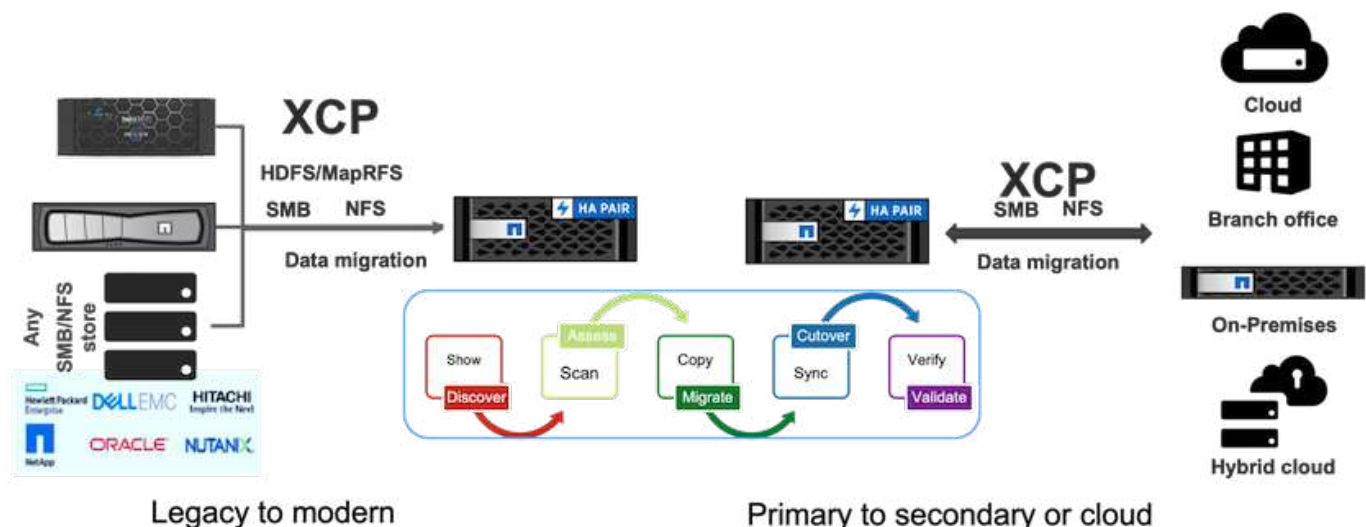 XCP
HDFS/MapRFS
SMB NFS
Data migration
Any
SMB/NFS
store
Hewlett Packard
Enterprise
DELLEMC
HITACHI
Inspire the Next
NetApp
ORACLE
NUTANIX
HA PAIR
Legacy to modern
HA PAIR
XCP
SMB NFS
Data migration
Cloud
Branch office
On-Premises
Hybrid cloud
Show
Discover
Assess
Scan
Copy
Migrate
Cutover
Sync
Verify
Validate
Primary to secondary or cloud